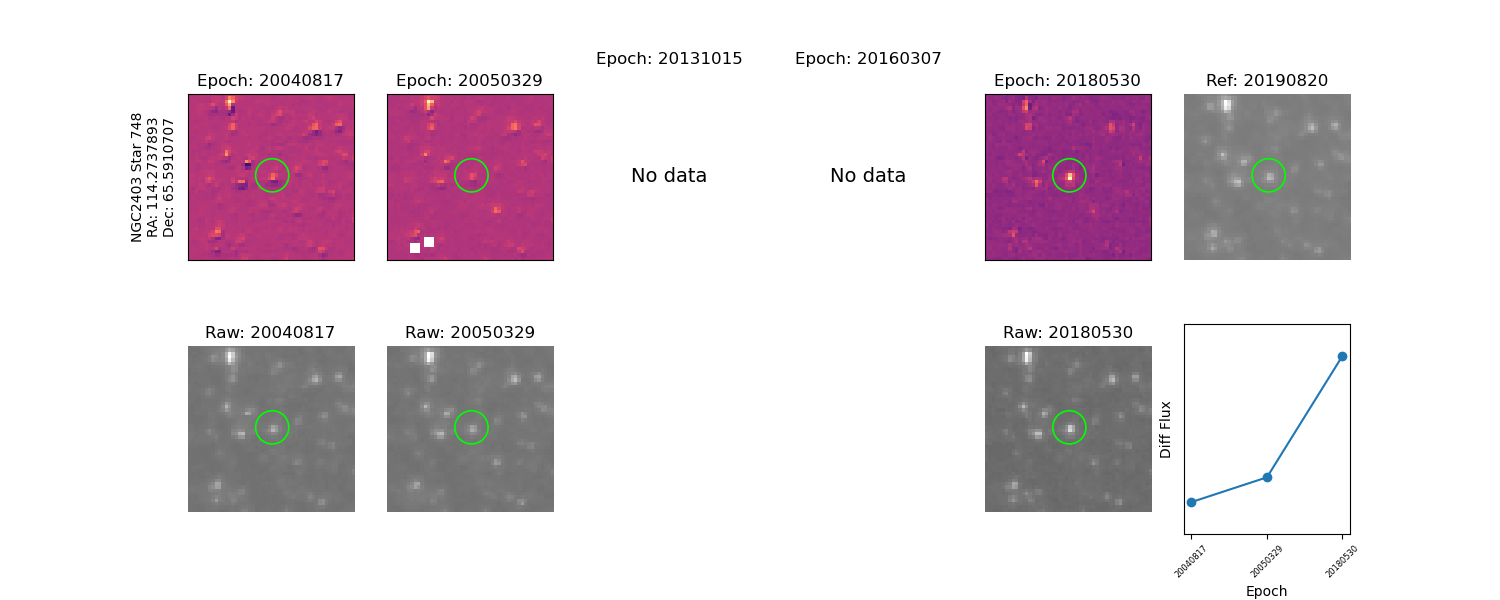 Epoch: 20131015
Epoch: 20160307
Epoch: 20040817
Epoch: 20050329
Epoch: 20180530
Ref: 20190820
NGC2403 Star 748
RA: 114.2737893
Dec: 65.5910707
No data
No data
Raw: 20040817
Raw: 20050329
Raw: 20180530
Diff Flux
20040817
20050329
20180530
Epoch